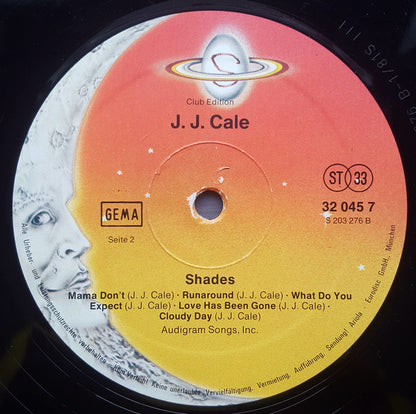 Club Edition
J. J. Cale
GEMA
Seite 2
ST 33
32 045 7
S 203 276 B
Shades
Mama Don't (J. J. Cale) · Runaround (J. J. Cale) · What Do You
Expect (J. J. Cale) · Love Has Been Gone (J. J. Cale) ·
Cloudy Day (J. J. Cale)
Audigram Songs, Inc.
Alle Urheber- und Leistungsschutzrechte vorbehalten. Kein Verleih! Keine unerlaubte Vervielfältigung, Vermietung, Aufführung, Sendung! Ariola - Eurodisc GmbH., München